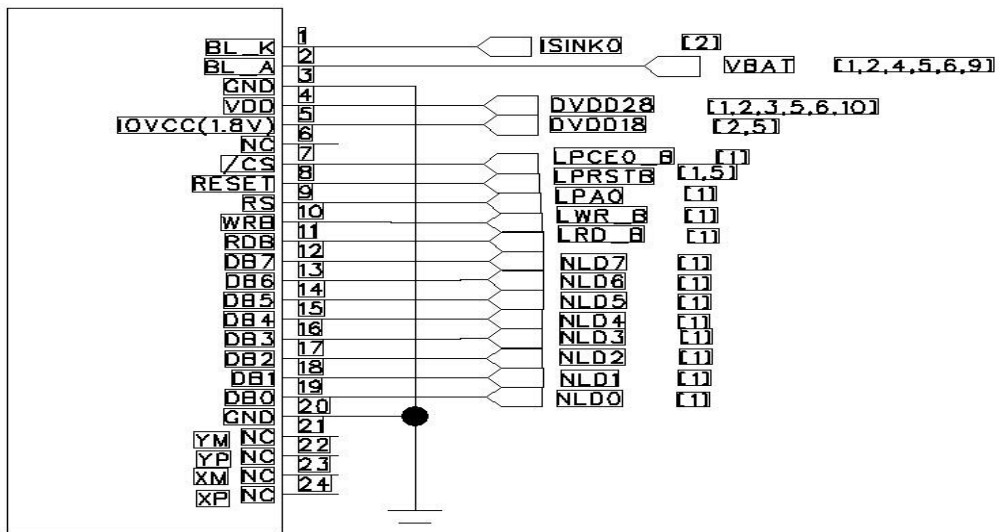 1
BL_K ISINK0 [2]
2
BL_A VBAT [1,2,4,5,6,9]
3
GND
4
VDD DVDD28 [1,2,3,5,6,10]
5
IOVCC(1.8V) DVDD18 [2,5]
6
NC
7
/CS LPCE0_B [1]
8
RESET LPRSTB [1,5]
9
RS LPA0 [1]
10
WRB LWR_B [1]
11
RDB LRD_B [1]
12
DB7 NLD7 [1]
13
DB6 NLD6 [1]
14
DB5 NLD5 [1]
15
DB4 NLD4 [1]
16
DB3 NLD3 [1]
17
DB2 NLD2 [1]
18
DB1 NLD1 [1]
19
DB0 NLD0 [1]
20
GND
21
YM NC
22
YP NC
23
XM NC
24
XP NC